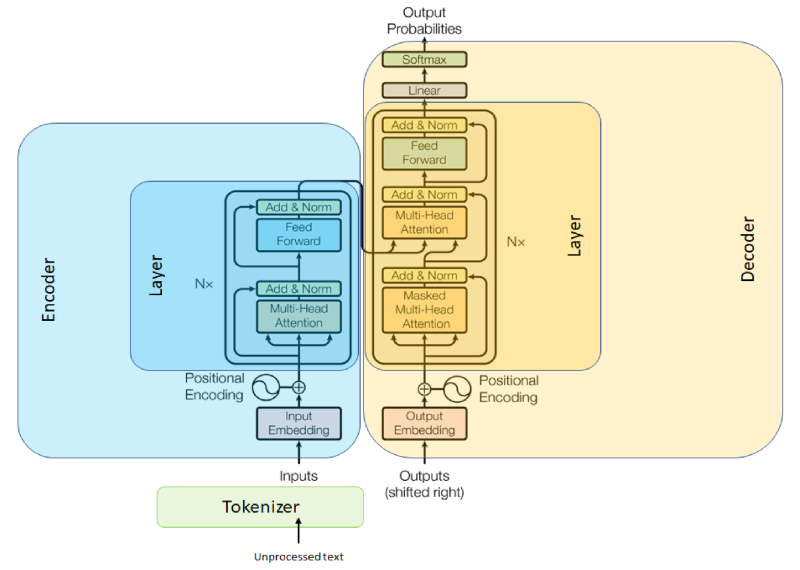 Output
Probabilities
Softmax
Linear
Add & Norm
Feed
Forward
Add & Norm
Multi-Head
Attention
Add & Norm
Masked
Multi-Head
Attention
N×
Layer
Decoder
Encoder
Layer
N×
Add & Norm
Feed
Forward
Add & Norm
Multi-Head
Attention
Positional
Encoding
Input
Embedding
Inputs
Positional
Encoding
Output
Embedding
Outputs
(shifted right)
Tokenizer
Unprocessed text